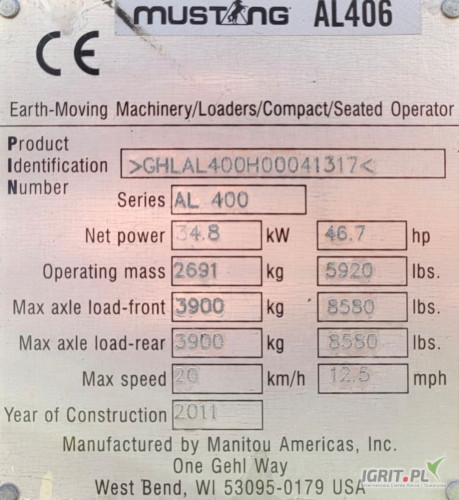 MUSTANG AL406
CE
Earth-Moving Machinery/Loaders/Compact/Seated Operator
Product
Identification >GHLAL400H00041317<
Number
Series AL 400
Net power 34.8 kW 46.7 hp
Operating mass 2691 kg 5920 lbs.
Max axle load-front 3900 kg 8580 lbs.
Max axle load-rear 3900 kg 8580 lbs.
Max speed 20 km/h 12.5 mph
Year of Construction 2011
Manufactured by Manitou Americas, Inc.
One Gehl Way
West Bend, WI 53095-0179 USA
IGRIT.PL